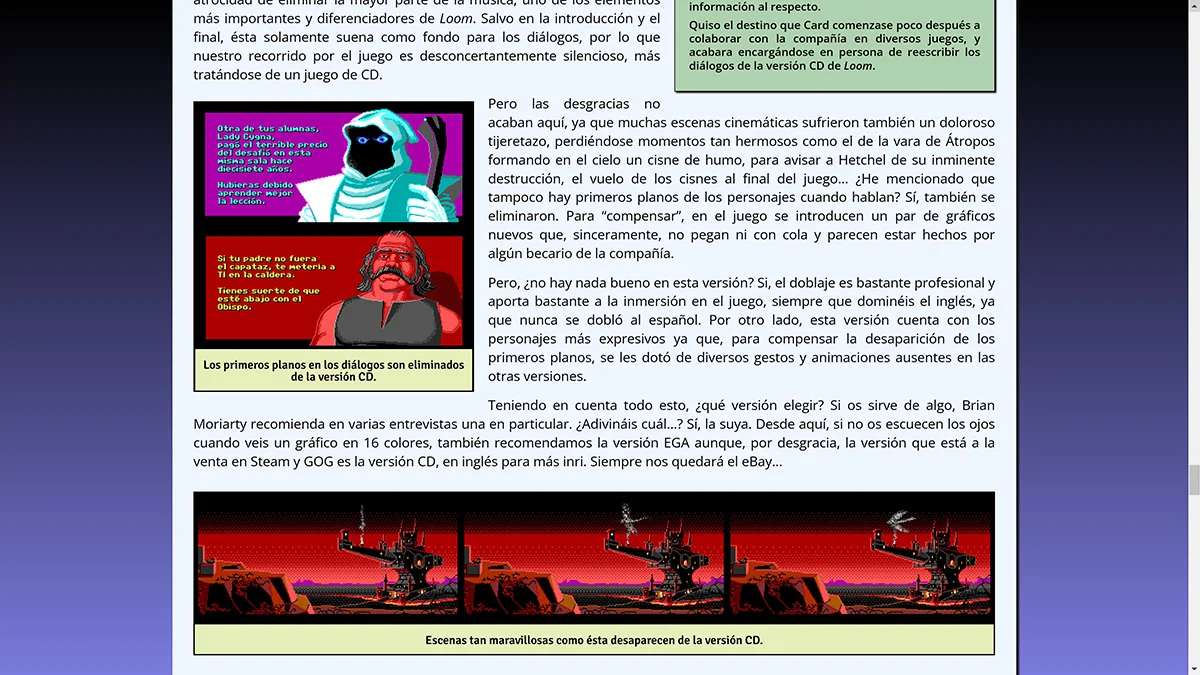 atrocidad de eliminar la mayor parte de la música, uno de los elementos
más importantes y diferenciadores de Loom. Salvo en la introducción y el
final, ésta solamente suena como fondo para los diálogos, por lo que
nuestro recorrido por el juego es desconcertantemente silencioso, más
tratándose de un juego de CD.
información al respecto.
Quiso el destino que Card comenzase poco después a
colaborar con la compañía en diversos juegos, y
acabara encargándose en persona de reescribir los
diálogos de la versión CD de Loom.
Otra de tus alumnas,
Lady Cygna,
pagó el terrible precio
del desafío en esta
misma sala hace
diecisiete años.
Hubieras debido
aprender mejor
la lección.
Si tu padre no fuera
el capataz, te metería a
TI en la caldera.
Tienes suerte de que
esté abajo con el
Obispo.
Los primeros planos en los diálogos son eliminados
de la versión CD.
Pero las desgracias no
acaban aquí, ya que muchas escenas cinemáticas sufrieron también un doloroso
tijeretazo, perdiéndose momentos tan hermosos como el de la vara de Átropos
formando en el cielo un cisne de humo, para avisar a Hetchel de su inminente
destrucción, el vuelo de los cisnes al final del juego... ¿He mencionado que
tampoco hay primeros planos de los personajes cuando hablan? Sí, también se
eliminaron. Para “compensar”, en el juego se introducen un par de gráficos
nuevos que, sinceramente, no pegan ni con cola y parecen estar hechos por
algún becario de la compañía.
Pero, ¿no hay nada bueno en esta versión? Si, el doblaje es bastante profesional y
aporta bastante a la inmersión en el juego, siempre que dominéis el inglés, ya
que nunca se dobló al español. Por otro lado, esta versión cuenta con los
personajes más expresivos ya que, para compensar la desaparición de los
primeros planos, se les dotó de diversos gestos y animaciones ausentes en las
otras versiones.
Teniendo en cuenta todo esto, ¿qué versión elegir? Si os sirve de algo, Brian
Moriarty recomienda en varias entrevistas una en particular. ¿Adivináis cuál...? Sí, la suya. Desde aquí, si no os escuecen los ojos
cuando veis un gráfico en 16 colores, también recomendamos la versión EGA aunque, por desgracia, la versión que está a la
venta en Steam y GOG es la versión CD, en inglés para más inri. Siempre nos quedará el eBay...
Escenas tan maravillosas como ésta desaparecen de la versión CD.